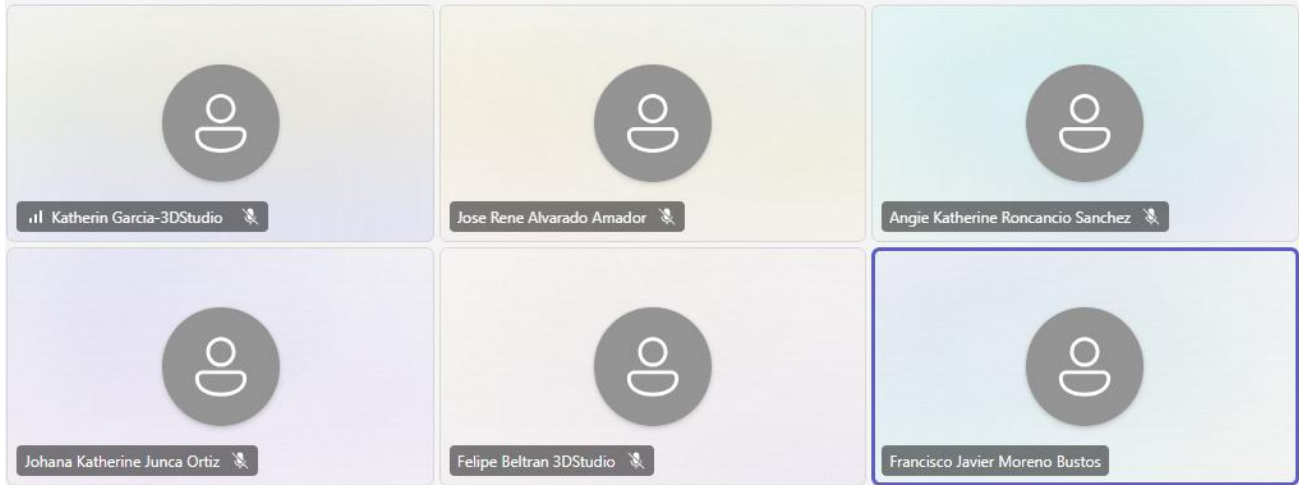 Katherin Garcia-3DStudio
Jose Rene Alvarado Amador
Angie Katherine Roncancio Sanchez
Johana Katherine Junca Ortiz
Felipe Beltran 3DStudio
Francisco Javier Moreno Bustos